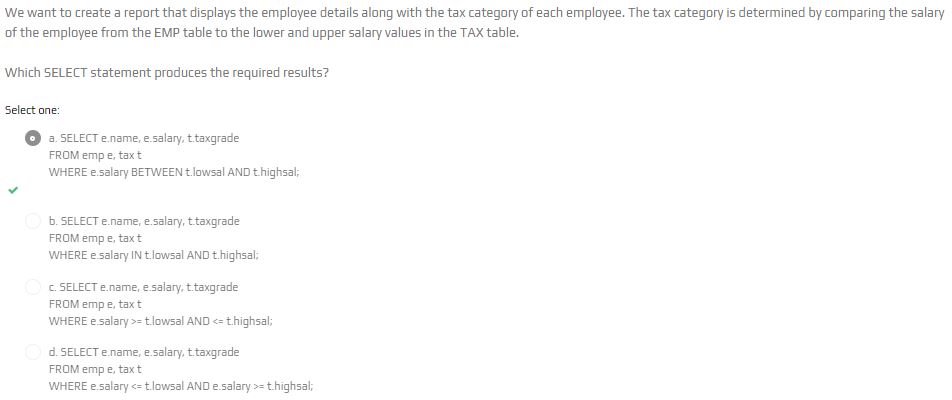 We want to create a report that displays the employee details along with the tax category of each employee. The tax category is determined by comparing the salary
of the employee from the EMP table to the lower and upper salary values in the TAX table.
Which SELECT statement produces the required results?
Select one:
a. SELECT e.name, e.salary, t.taxgrade
FROM emp e, tax t
WHERE e.salary BETWEEN t.lowsal AND t.highsal;
b. SELECT e.name, e.salary, t.taxgrade
FROM emp e, tax t
WHERE e.salary IN t.lowsal AND t.highsal;
c. SELECT e.name, e.salary, t.taxgrade
FROM emp e, tax t
WHERE e.salary >= t.lowsal AND <= t.highsal;
d. SELECT e.name, e.salary, t.taxgrade
FROM emp e, tax t
WHERE e.salary <= t.lowsal AND e.salary >= t.highsal;